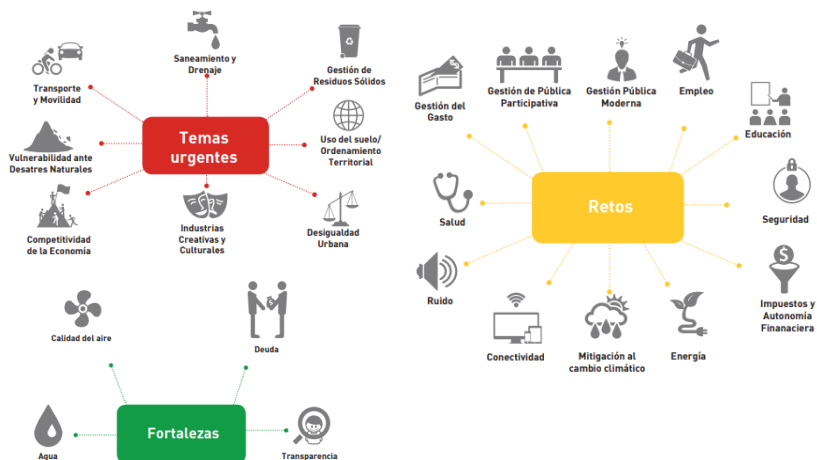 Saneamiento y
Drenaje
Transporte
y Movilidad
Gestión de
Residuos Sólidos
Temas
urgentes
Vulnerabilidad ante
Desatres Naturales
Uso del suelo/
Ordenamiento
Territorial
Competitividad
de la Economía
Industrias
Creativas y
Culturales
Desigualdad
Urbana
Gestión del
Gasto
Gestión de Pública
Participativa
Gestión Pública
Moderna
Empleo
Educación
Salud
Retos
Seguridad
Ruido
Conectividad
Mitigación al
cambio climático
Energía
Impuestos y
Autonomía
Finanaciera
Calidad del aire
Deuda
Agua
Fortalezas
Transparencia